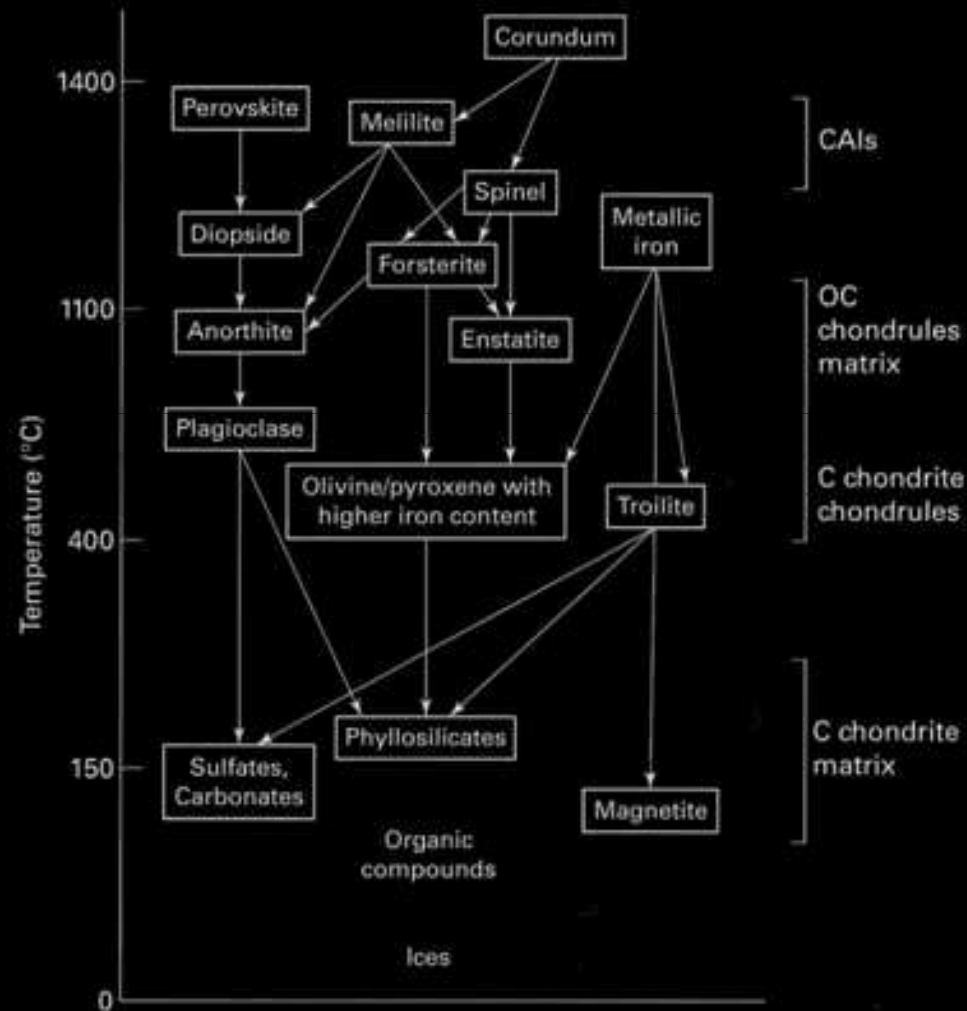 Corundum
1400
Perovskite
Melilite
CAIs
Spinel
Metallic
iron
Diopside
Forsterite
1100
OC
chondrules
matrix
Anorthite
Enstatite
Plagioclase
Olivine/pyroxene with
higher iron content
Troilite
C chondrite
chondrules
400
Temperature (°C)
Phyllosilicates
C chondrite
matrix
150
Sulfates,
Carbonates
Magnetite
Organic
compounds
Ices
0